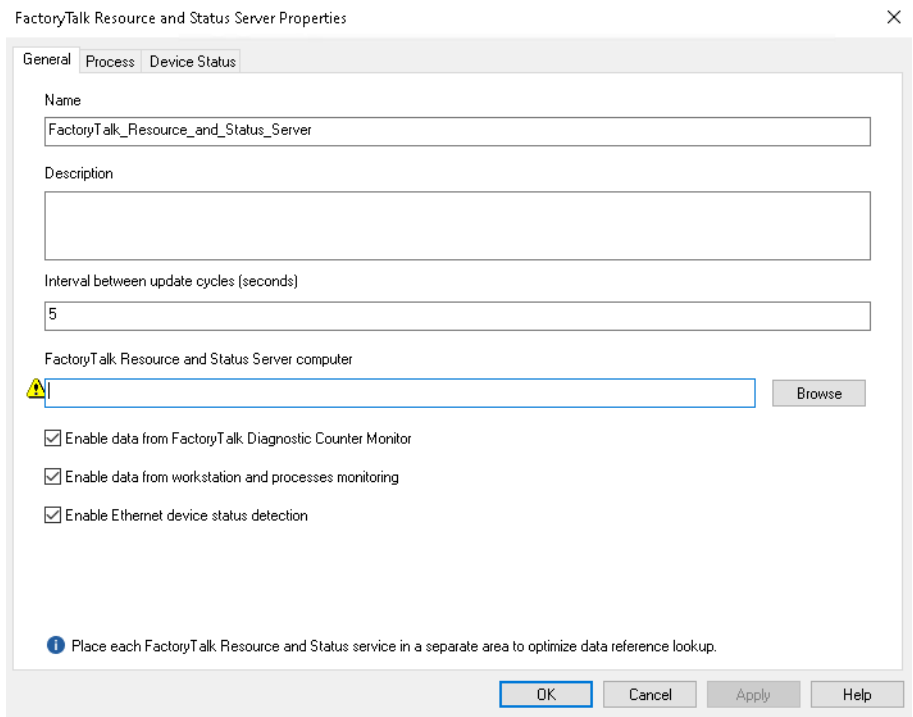 FactoryTalk Resource and Status Server Properties
General Process Device Status
Name
FactoryTalk_Resource_and_Status_Server
Description
Interval between update cycles (seconds)
5
FactoryTalk Resource and Status Server computer
Browse
Enable data from FactoryTalk Diagnostic Counter Monitor
Enable data from workstation and processes monitoring
Enable Ethernet device status detection
Place each FactoryTalk Resource and Status service in a separate area to optimize data reference lookup.
OK Cancel Apply Help